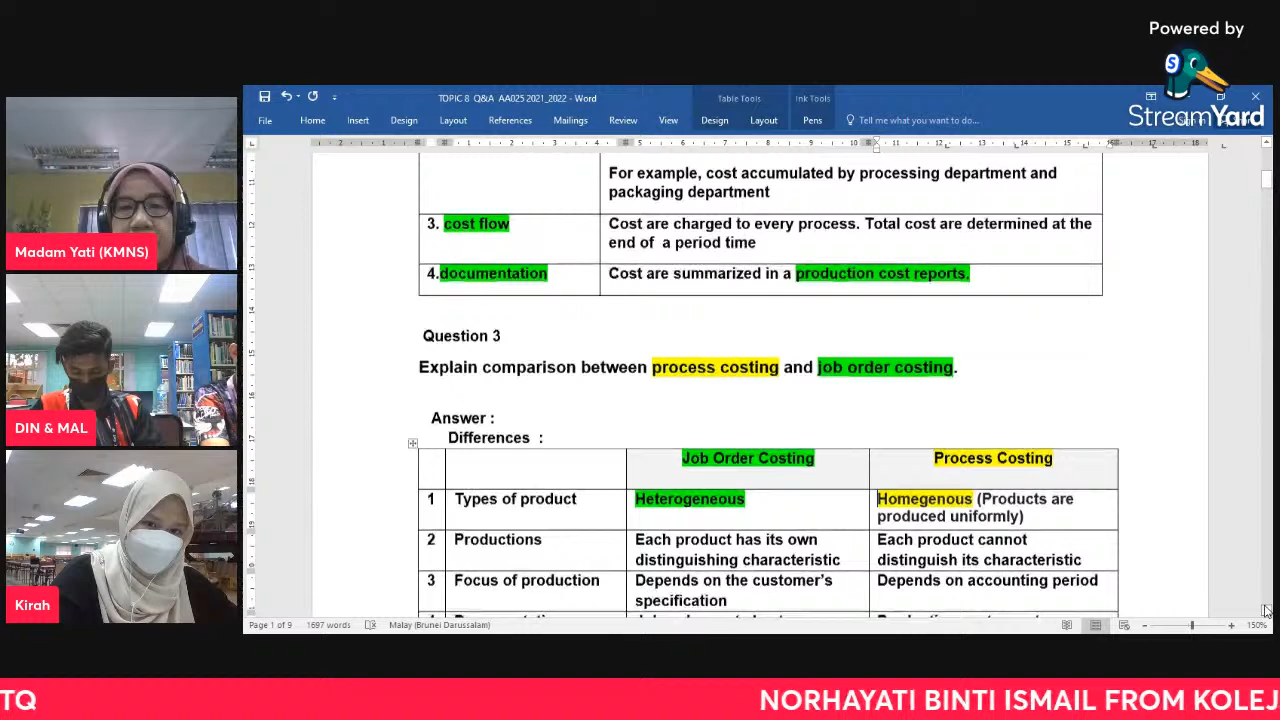 Powered by
StreamYard
TOPIC 8 Q&A AA025 2021_2022 - Word
Table Tools
Ink Tools
File
Home
Insert
Design
Layout
References
Mailings
Review
View
Design
Layout
Pens
Tell me what you want to do...
For example, cost accumulated by processing department and
packaging department
3. cost flow
Cost are charged to every process. Total cost are determined at the
end of a period time
4.documentation
Cost are summarized in a production cost reports.
Question 3
Explain comparison between process costing and job order costing.
Answer :
Differences :
Job Order Costing
Process Costing
1
Types of product
Heterogeneous
Homegenous (Products are
produced uniformly)
2
Productions
Each product has its own
distinguishing characteristic
Each product cannot
distinguish its characteristic
3
Focus of production
Depends on the customer's
specification
Depends on accounting period
Page 1 of 9
1697 words
Malay (Brunei Darussalam)
150%
Madam Yati (KMNS)
DIN & MAL
Kirah
TQ
NORHAYATI BINTI ISMAIL FROM KOLEJ